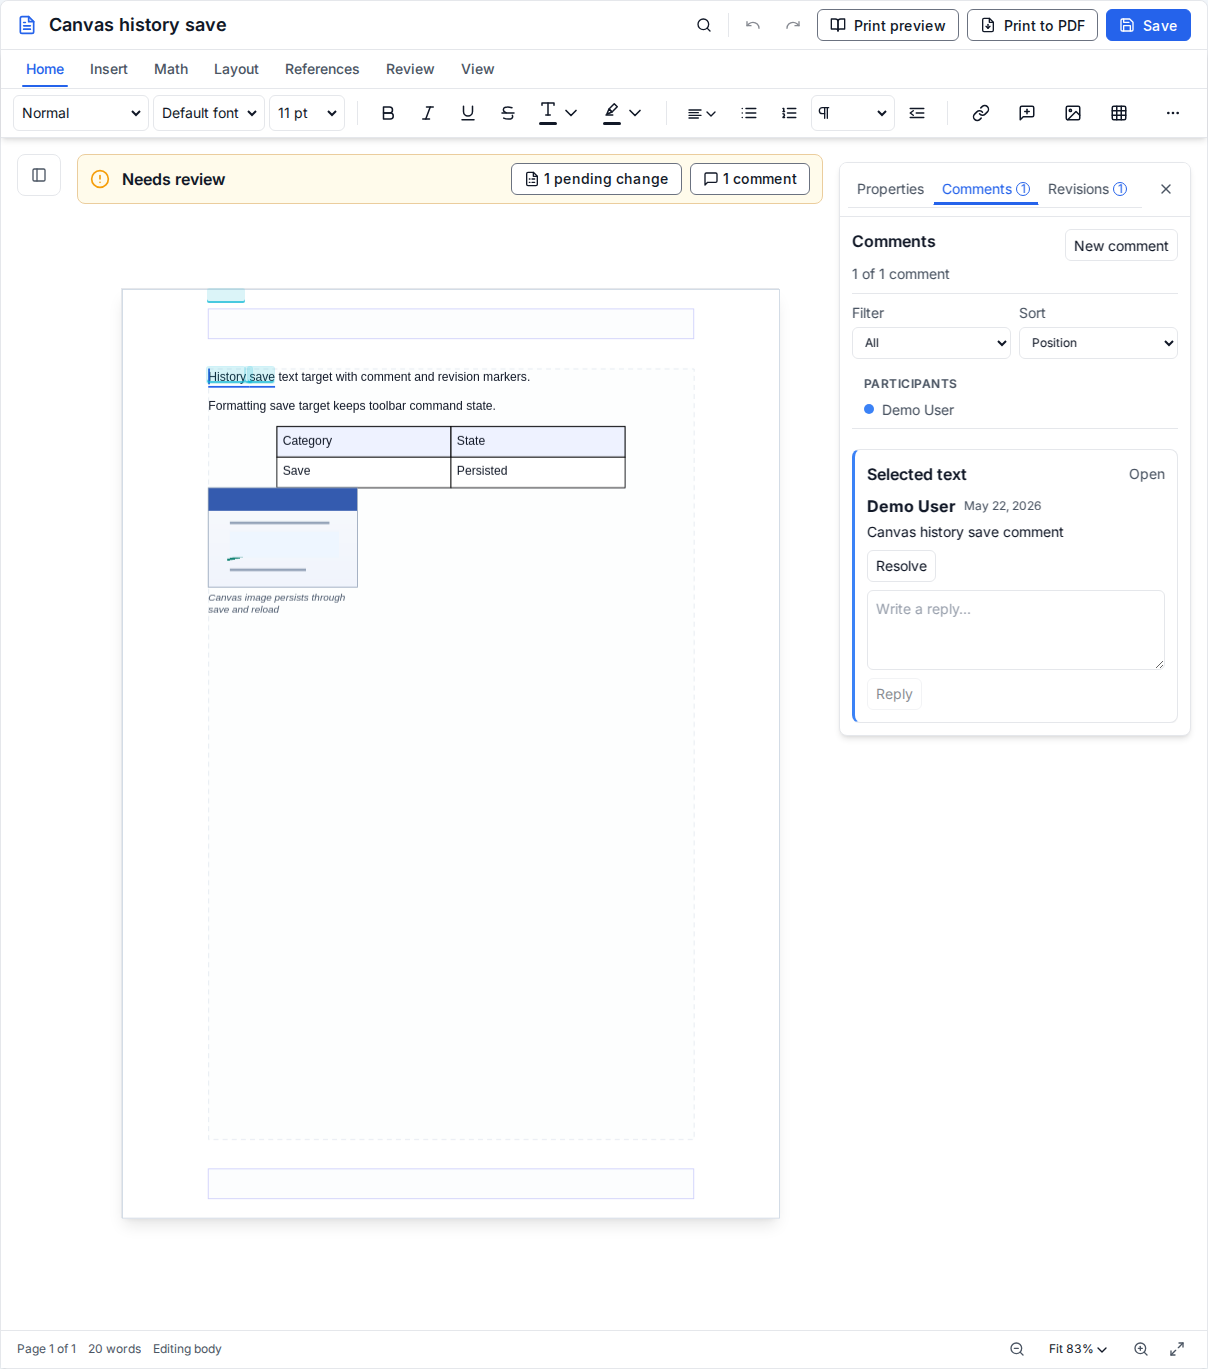 Canvas history save
Print preview
Print to PDF
Save
Home
Insert
Math
Layout
References
Review
View
Normal
Default font
11 pt
Needs review
1 pending change
1 comment
Properties
Comments 1
Revisions 1
Comments
New comment
1 of 1 comment
Filter
Sort
All
Position
PARTICIPANTS
Demo User
Selected text
Open
Demo User May 22, 2026
Canvas history save comment
Resolve
Write a reply...
Reply
History save text target with comment and revision markers.
Formatting save target keeps toolbar command state.
Category
State
Save
Persisted
Canvas image persists through
save and reload
Page 1 of 1
20 words
Editing body
Fit 83%